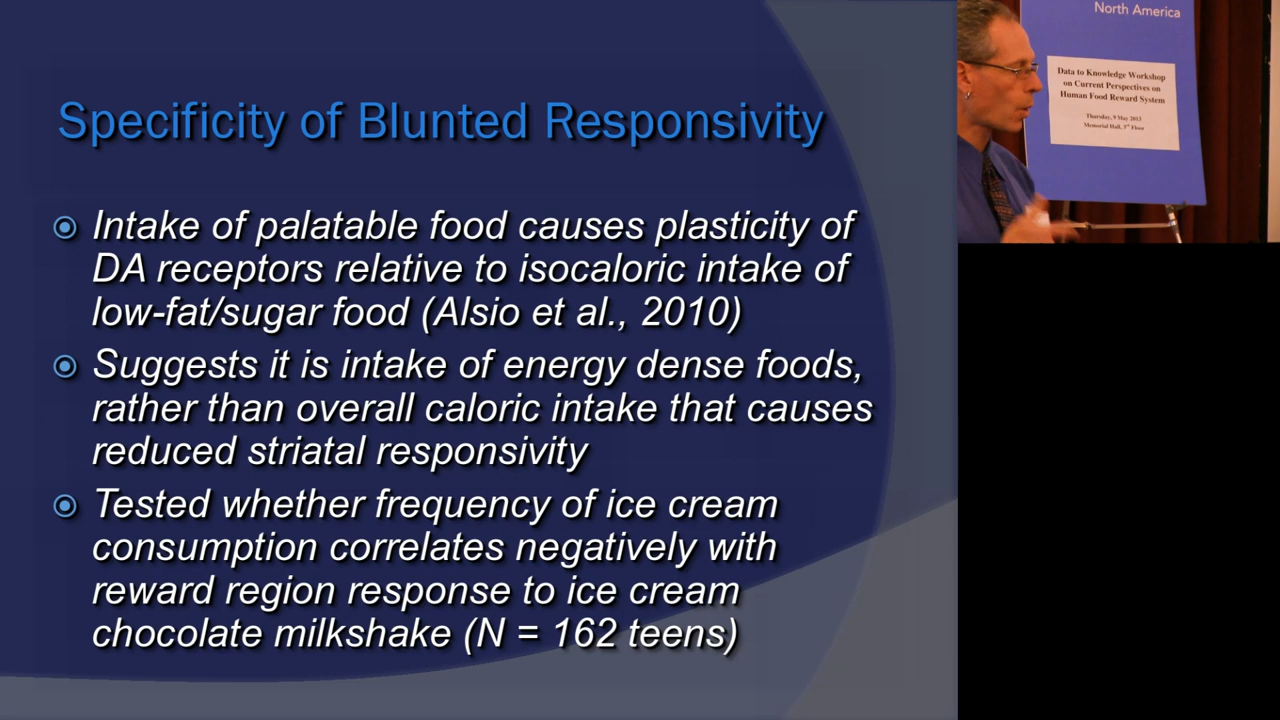 Specificity of Blunted Responsivity
Intake of palatable food causes plasticity of
DA receptors relative to isocaloric intake of
low-fat/sugar food (Alsio et al., 2010)
Suggests it is intake of energy dense foods,
rather than overall caloric intake that causes
reduced striatal responsivity
Tested whether frequency of ice cream
consumption correlates negatively with
reward region response to ice cream
chocolate milkshake (N = 162 teens)
North America
Data to Knowledge Workshop
on Current Perspectives on
Human Food Reward System
Thursday, 9 May 2013
Memorial Hall, 3rd Floor